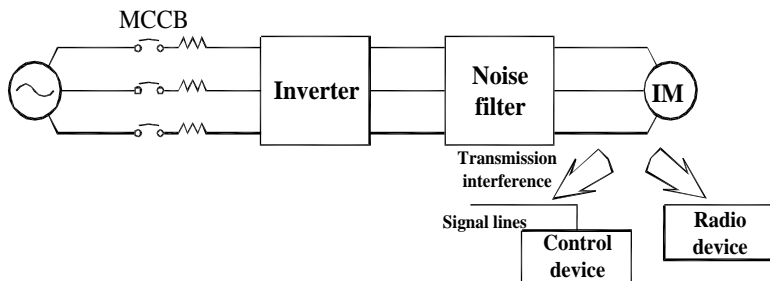 MCCB
Inverter
Noise
filter
IM
Transmission
interference
Signal lines
Control
device
Radio
device